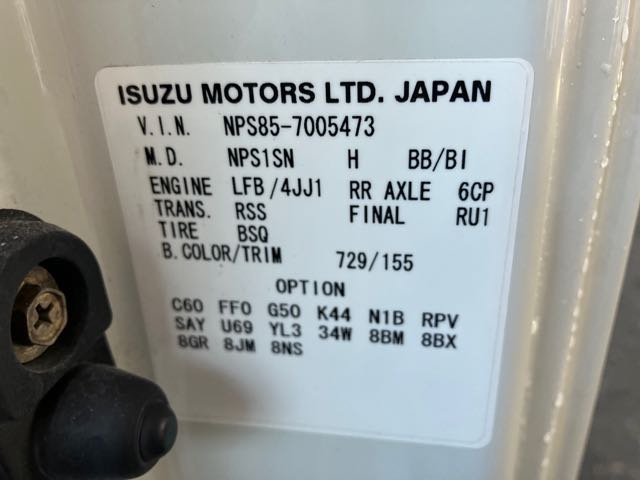 ISUZU MOTORS LTD. JAPAN
V.I.N. NPS85-7005473
M.D. NPS1SN H BB/BI
ENGINE LFB/4JJ1 RR AXLE 6CP
TRANS. RSS FINAL RU1
TIRE BSQ
B.COLOR/TRIM 729/155
OPTION
C60 FF0 G50 K44 N1B RPV
SAY U69 YL3 34W 8BM 8BX
8GR 8JM 8NS